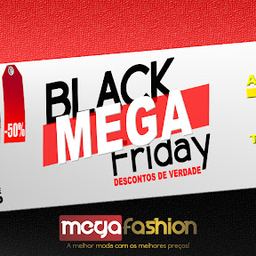 BLACK
-50%
MEGA
Friday
DESCONTOS DE VERDADE
megafashion
A melhor moda com os melhores preços!